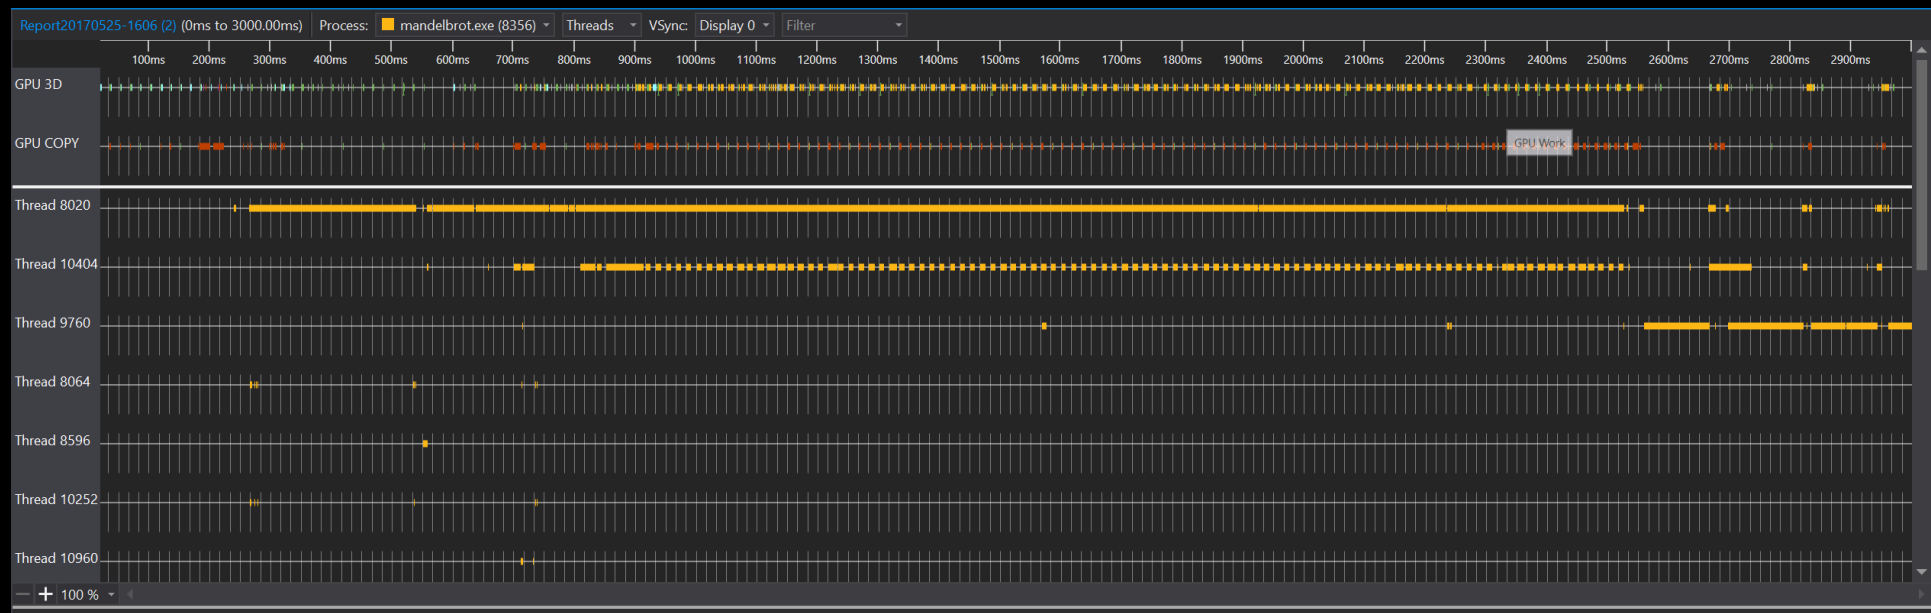 Report20170525-1606 (2) (0ms to 3000.00ms) Process: mandelbrot.exe (8356) Threads VSync: Display 0 Filter
100ms 200ms 300ms 400ms 500ms 600ms 700ms 800ms 900ms 1000ms 1100ms 1200ms 1300ms 1400ms 1500ms 1600ms 1700ms 1800ms 1900ms 2000ms 2100ms 2200ms 2300ms 2400ms 2500ms 2600ms 2700ms 2800ms 2900ms
GPU 3D
GPU COPY
GPU Work
Thread 8020
Thread 10404
Thread 9760
Thread 8064
Thread 8596
Thread 10252
Thread 10960
100 %